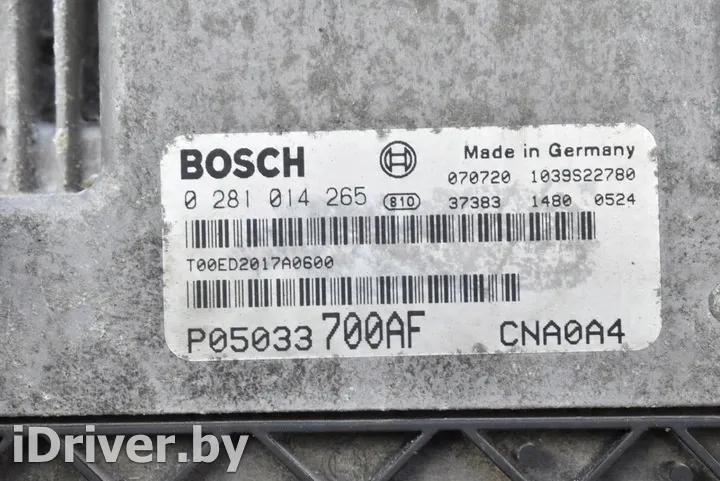 BOSCH
Made in Germany
070720 1039S22780
0 281 014 265 810 37383 1480 0524
T00ED2017A0600
P05033 700AF CNA0A4
iDriver.by